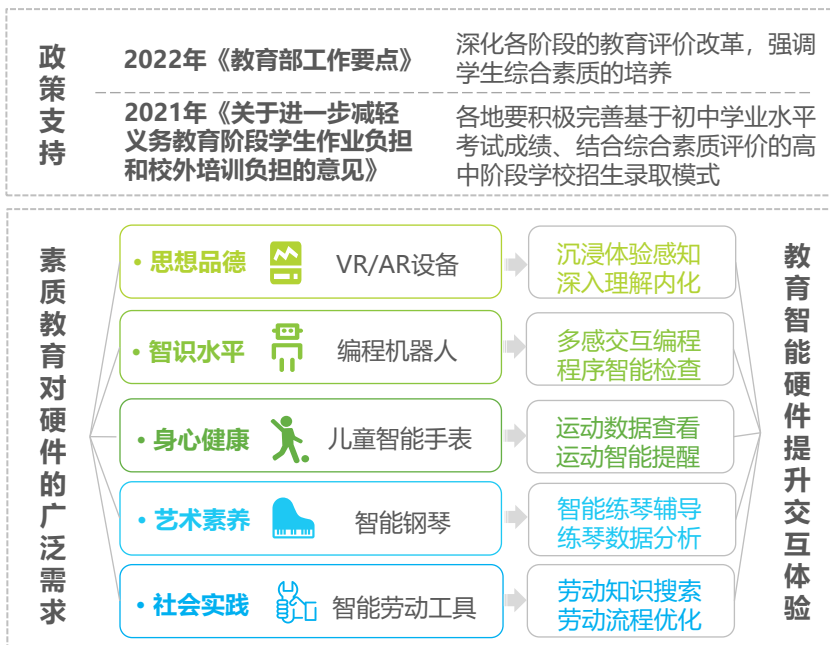 政策支持
2022年《教育部工作要点》
深化各阶段的教育评价改革，强调
学生综合素质的培养
2021年《关于进一步减轻
义务教育阶段学生作业负担
和校外培训负担的意见》
各地要积极完善基于初中学业水平
考试成绩、结合综合素质评价的高
中阶段学校招生录取模式
素质教育对硬件的广泛需求
• 思想品德
VR/AR设备
沉浸体验感知
深入理解内化
• 智识水平
编程机器人
多感交互编程
程序智能检查
• 身心健康
儿童智能手表
运动数据查看
运动智能提醒
• 艺术素养
智能钢琴
智能练琴辅导
练琴数据分析
• 社会实践
智能劳动工具
劳动知识搜索
劳动流程优化
教育智能硬件提升交互体验